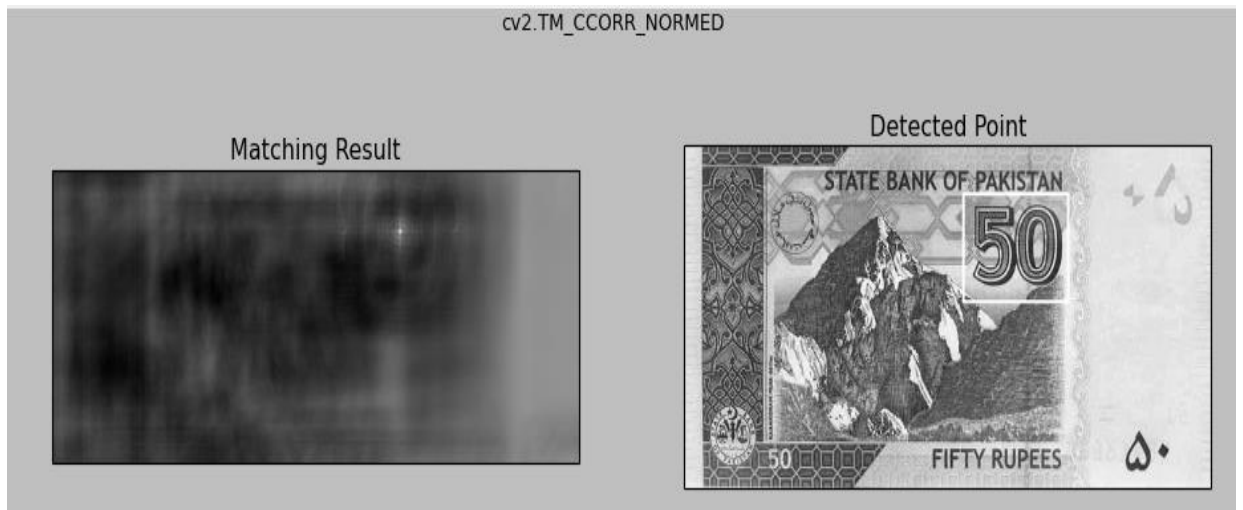 cv2.TM_CCORR_NORMED
Matching Result
Detected Point
STATE BANK OF PAKISTAN
50
50
FIFTY RUPEES
۵۰